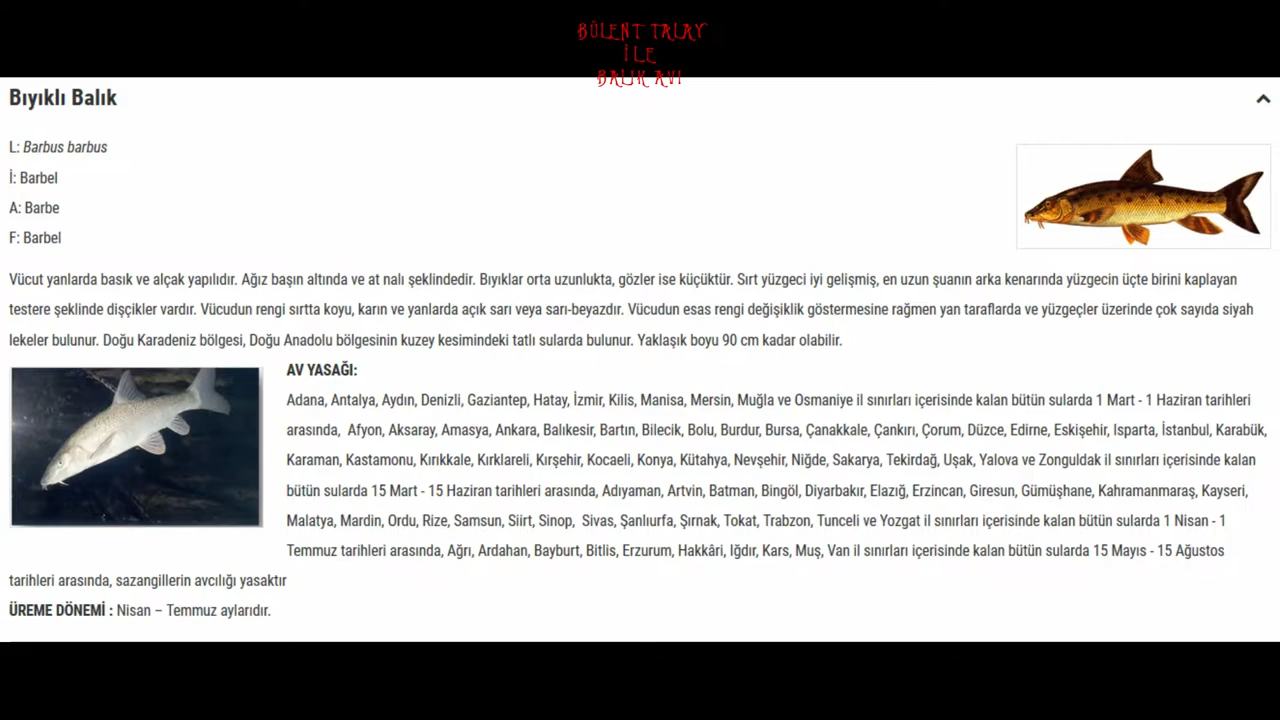 BÜLENT TALAY
İLE
BALIK AVI
Bıyıklı Balık
L: Barbus barbus
İ: Barbel
A: Barbe
F: Barbel
Vücut yanlarda basık ve alçak yapılıdır. Ağız başın altında ve at nalı şeklindedir. Bıyıklar orta uzunlukta, gözler ise küçüktür. Sırt yüzgeci iyi gelişmiş, en uzun şuanın arka kenarında yüzgecin üçte birini kaplayan
testere şeklinde dişçikler vardır. Vücudun rengi sırtta koyu, karın ve yanlarda açık sarı veya sarı-beyazdır. Vücudun esas rengi değişiklik göstermesine rağmen yan taraflarda ve yüzgeçler üzerinde çok sayıda siyah
lekeler bulunur. Doğu Karadeniz bölgesi, Doğu Anadolu bölgesinin kuzey kesimindeki tatlı sularda bulunur. Yaklaşık boyu 90 cm kadar olabilir.
AV YASAĞI:
Adana, Antalya, Aydın, Denizli, Gaziantep, Hatay, İzmir, Kilis, Manisa, Mersin, Muğla ve Osmaniye il sınırları içerisinde kalan bütün sularda 1 Mart - 1 Haziran tarihleri
arasında, Afyon, Aksaray, Amasya, Ankara, Balıkesir, Bartın, Bilecik, Bolu, Burdur, Bursa, Çanakkale, Çankırı, Çorum, Düzce, Edirne, Eskişehir, Isparta, İstanbul, Karabük,
Karaman, Kastamonu, Kırıkkale, Kırklareli, Kırşehir, Kocaeli, Konya, Kütahya, Nevşehir, Niğde, Sakarya, Tekirdağ, Uşak, Yalova ve Zonguldak il sınırları içerisinde kalan
bütün sularda 15 Mart - 15 Haziran tarihleri arasında, Adıyaman, Artvin, Batman, Bingöl, Diyarbakır, Elazığ, Erzincan, Giresun, Gümüşhane, Kahramanmaraş, Kayseri,
Malatya, Mardin, Ordu, Rize, Samsun, Siirt, Sinop, Sivas, Şanlıurfa, Şırnak, Tokat, Trabzon, Tunceli ve Yozgat il sınırları içerisinde kalan bütün sularda 1 Nisan - 1
Temmuz tarihleri arasında, Ağrı, Ardahan, Bayburt, Bitlis, Erzurum, Hakkâri, Iğdır, Kars, Muş, Van il sınırları içerisinde kalan bütün sularda 15 Mayıs - 15 Ağustos
tarihleri arasında, sazangillerin avcılığı yasaktır
ÜREME DÖNEMİ : Nisan – Temmuz aylarıdır.